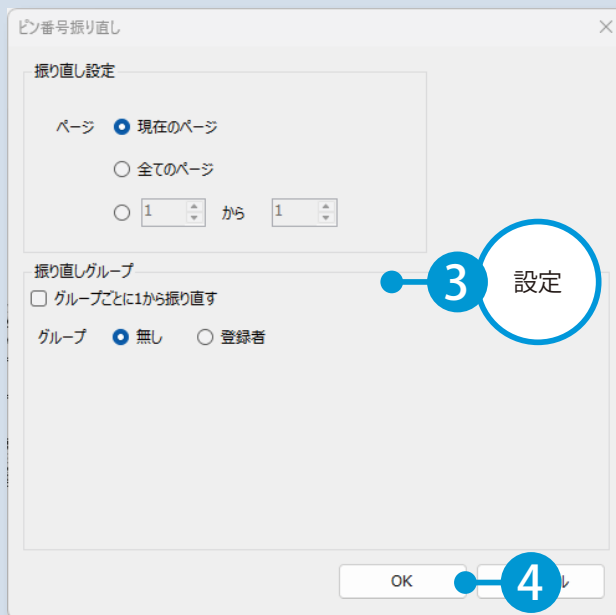 ピン番号振り直し
振り直し設定
ページ 現在のページ
全てのページ
1 から 1
振り直しグループ
3 設定
グループごとに1から振り直す
グループ 無し 登録者
OK 4 ル